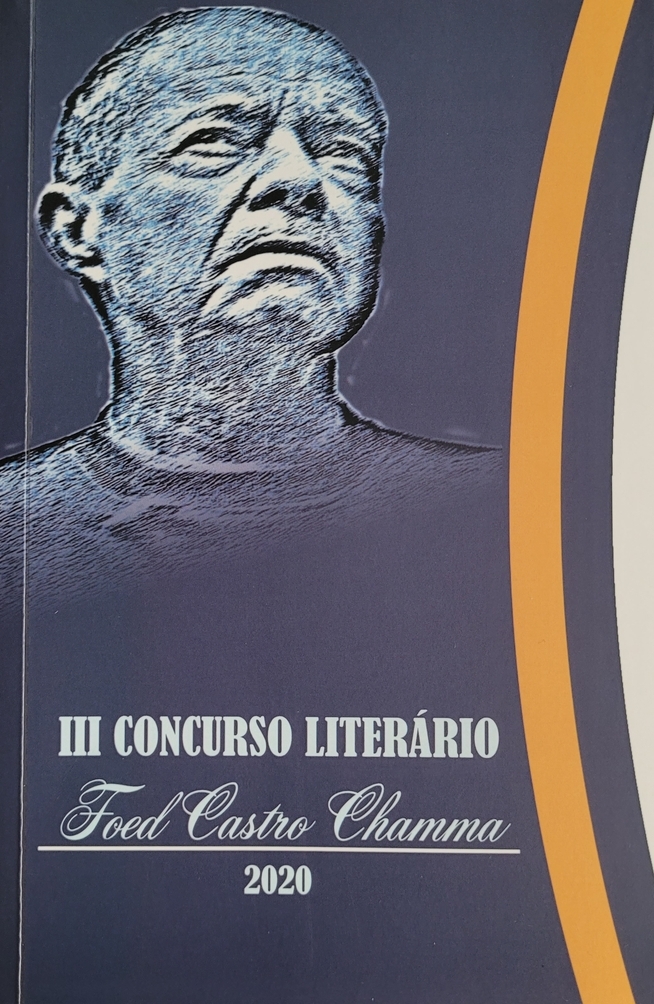 III CONCURSO LITERÁRIO
Foed Castro Chamma
2020